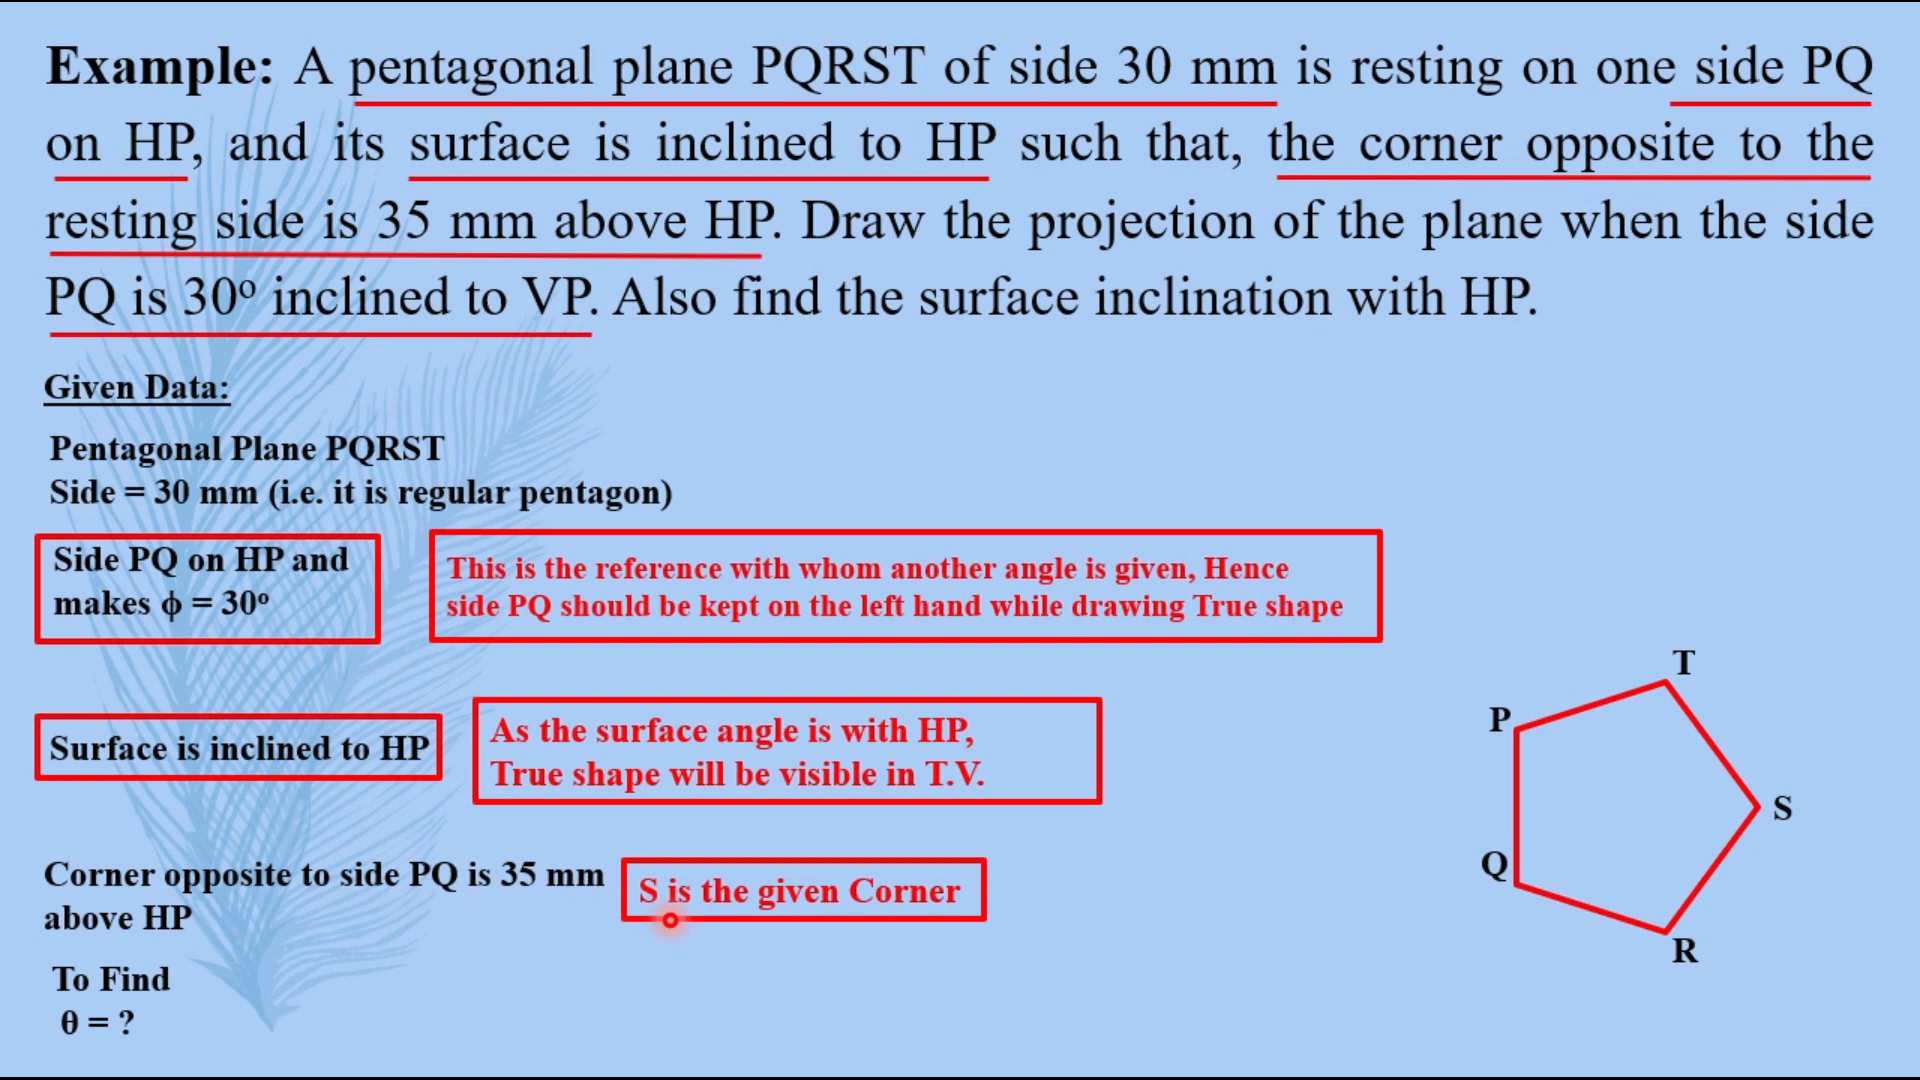 Example: A pentagonal plane PQRST of side 30 mm is resting on one side PQ
on HP, and its surface is inclined to HP such that, the corner opposite to the
resting side is 35 mm above HP. Draw the projection of the plane when the side
PQ is 30° inclined to VP. Also find the surface inclination with HP.
Given Data:
Pentagonal Plane PQRST
Side = 30 mm (i.e. it is regular pentagon)
Side PQ on HP and
makes ϕ = 30°
This is the reference with whom another angle is given, Hence
side PQ should be kept on the left hand while drawing True shape
Surface is inclined to HP
As the surface angle is with HP,
True shape will be visible in T.V.
Corner opposite to side PQ is 35 mm
above HP
S is the given Corner
To Find
θ = ?
T
P
S
Q
R